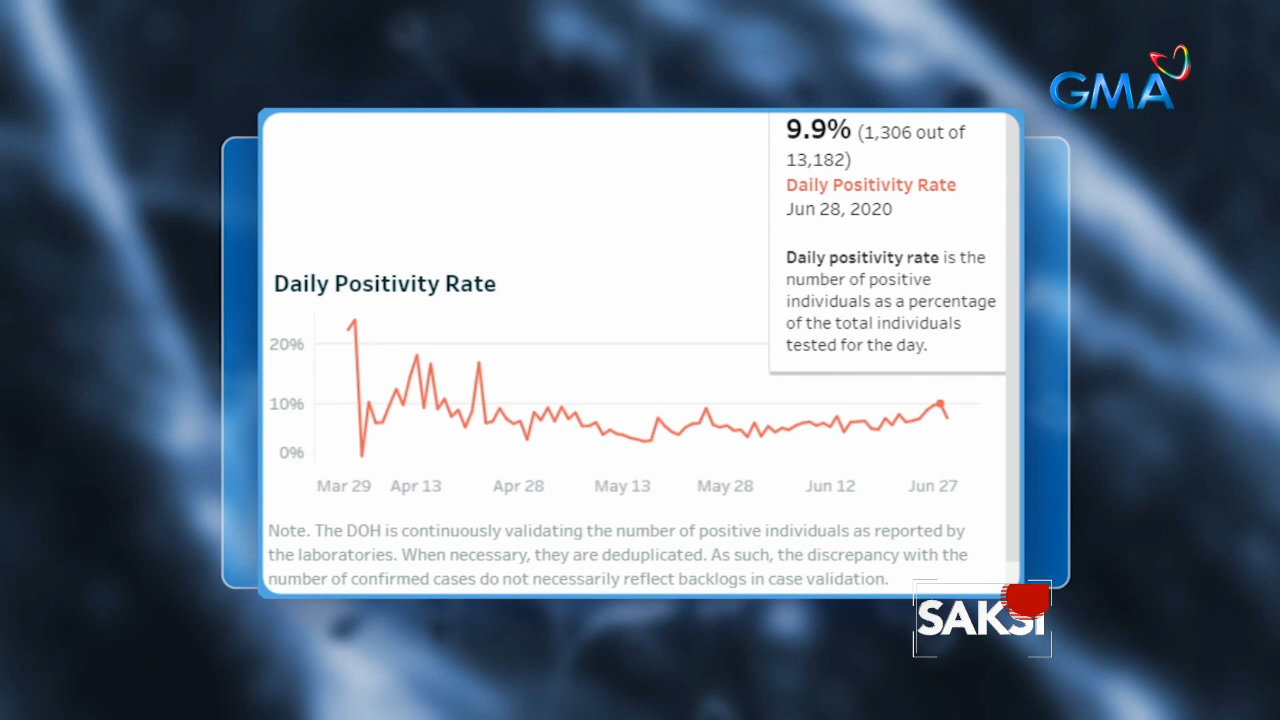 GMA
9.9% (1,306 out of
13,182)
Daily Positivity Rate
Jun 28, 2020
Daily positivity rate is the
number of positive
individuals as a percentage
of the total individuals
tested for the day.
Daily Positivity Rate
20%
10%
0%
Mar 29 Apr 13 Apr 28 May 13 May 28 Jun 12 Jun 27
Note. The DOH is continuously validating the number of positive individuals as reported by
the laboratories. When necessary, they are deduplicated. As such, the discrepancy with the
number of confirmed cases do not necessarily reflect backlogs in case validation.
SAKSI